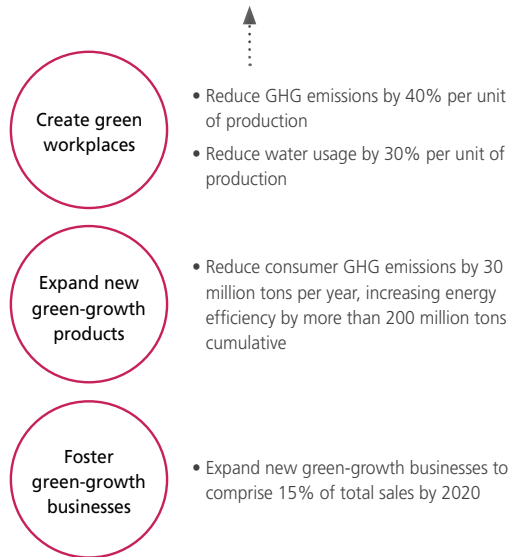 Create green
workplaces
• Reduce GHG emissions by 40% per unit
of production
• Reduce water usage by 30% per unit of
production
Expand new
green-growth
products
• Reduce consumer GHG emissions by 30
million tons per year, increasing energy
efficiency by more than 200 million tons
cumulative
Foster
green-growth
businesses
• Expand new green-growth businesses to
comprise 15% of total sales by 2020